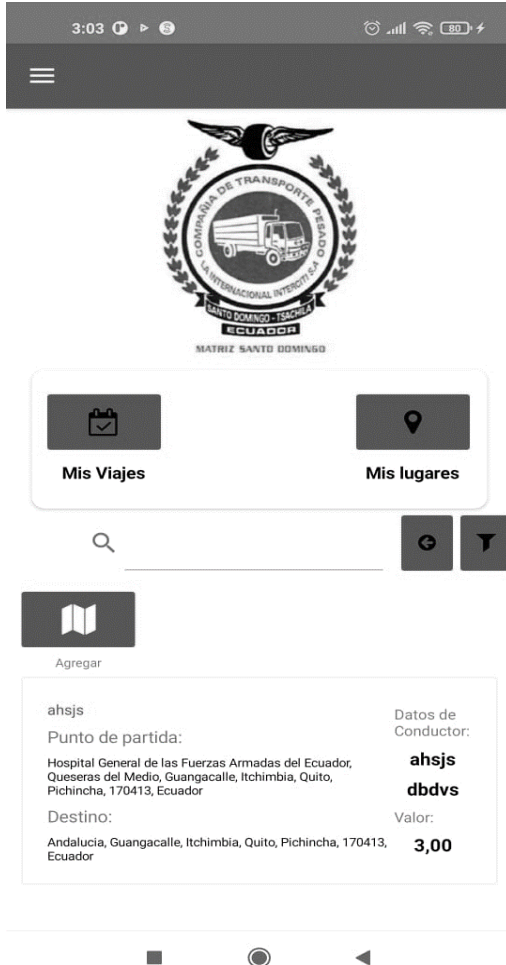 3:03
80
COMPAÑIA DE TRANSPORTE PESADO
LA INTERNACIONAL INTERCITI S.A
SANTO DOMINGO - TSACHILA
ECUADOR
MATRIZ SANTO DOMINGO
Mis Viajes
Mis lugares
Agregar
ahsjs
Punto de partida:
Hospital General de las Fuerzas Armadas del Ecuador,
Queseras del Medio, Guangacalle, Itchimbia, Quito,
Pichincha, 170413, Ecuador
Destino:
Andalucia, Guangacalle, Itchimbia, Quito, Pichincha, 170413,
Ecuador
Datos de
Conductor:
ahsjs
dbdvs
Valor:
3,00